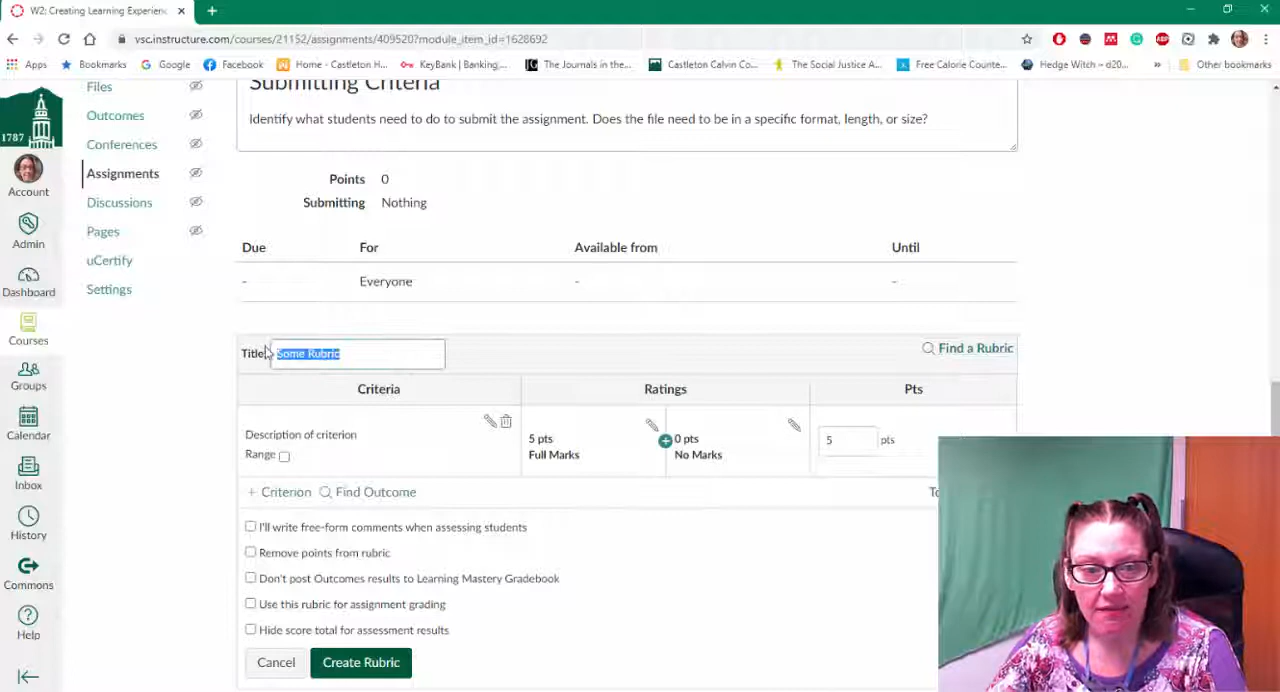 W2: Creating Learning Experienc
vsc.instructure.com/courses/21152/assignments/409520?module_item_id=1628692
Apps
Bookmarks
Google
Facebook
Home - Castleton H...
KeyBank | Banking,...
The Journals in the...
Castleton Calvin Co...
The Social Justice A...
Free Calorie Counte...
Hedge Witch – d20...
Other bookmarks
1787
Account
Admin
Dashboard
Courses
Groups
Calendar
Inbox
History
Commons
Help
Files
Outcomes
Conferences
Assignments
Discussions
Pages
uCertify
Settings
Submitting Criteria
Identify what students need to do to submit the assignment. Does the file need to be in a specific format, length, or size?
Points 0
Submitting Nothing
Due For Available from Until
- Everyone - -
Title: Some Rubric
Find a Rubric
Criteria Ratings Pts
Description of criterion
Range
5 pts
Full Marks
0 pts
No Marks
5 pts
+ Criterion Find Outcome
To
I'll write free-form comments when assessing students
Remove points from rubric
Don't post Outcomes results to Learning Mastery Gradebook
Use this rubric for assignment grading
Hide score total for assessment results
Cancel Create Rubric